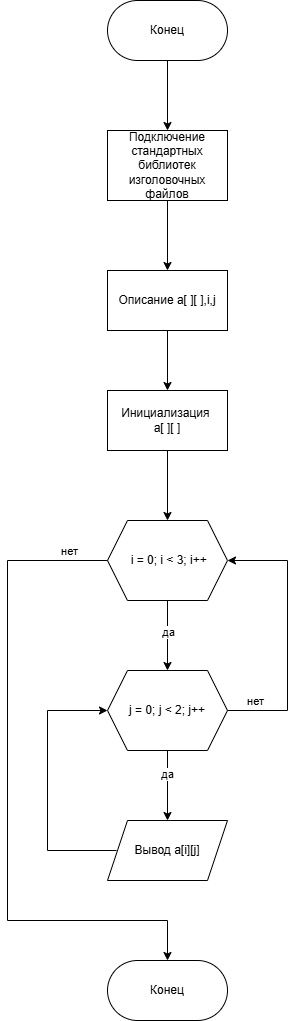 Конец
Подключение
стандартных
библиотек
изголовочных
файлов
Описание a[ ][ ],i,j
Инициализация
a[ ][ ]
i = 0; i < 3; i++
нет
да
j = 0; j < 2; j++
нет
да
Вывод a[i][j]
Конец